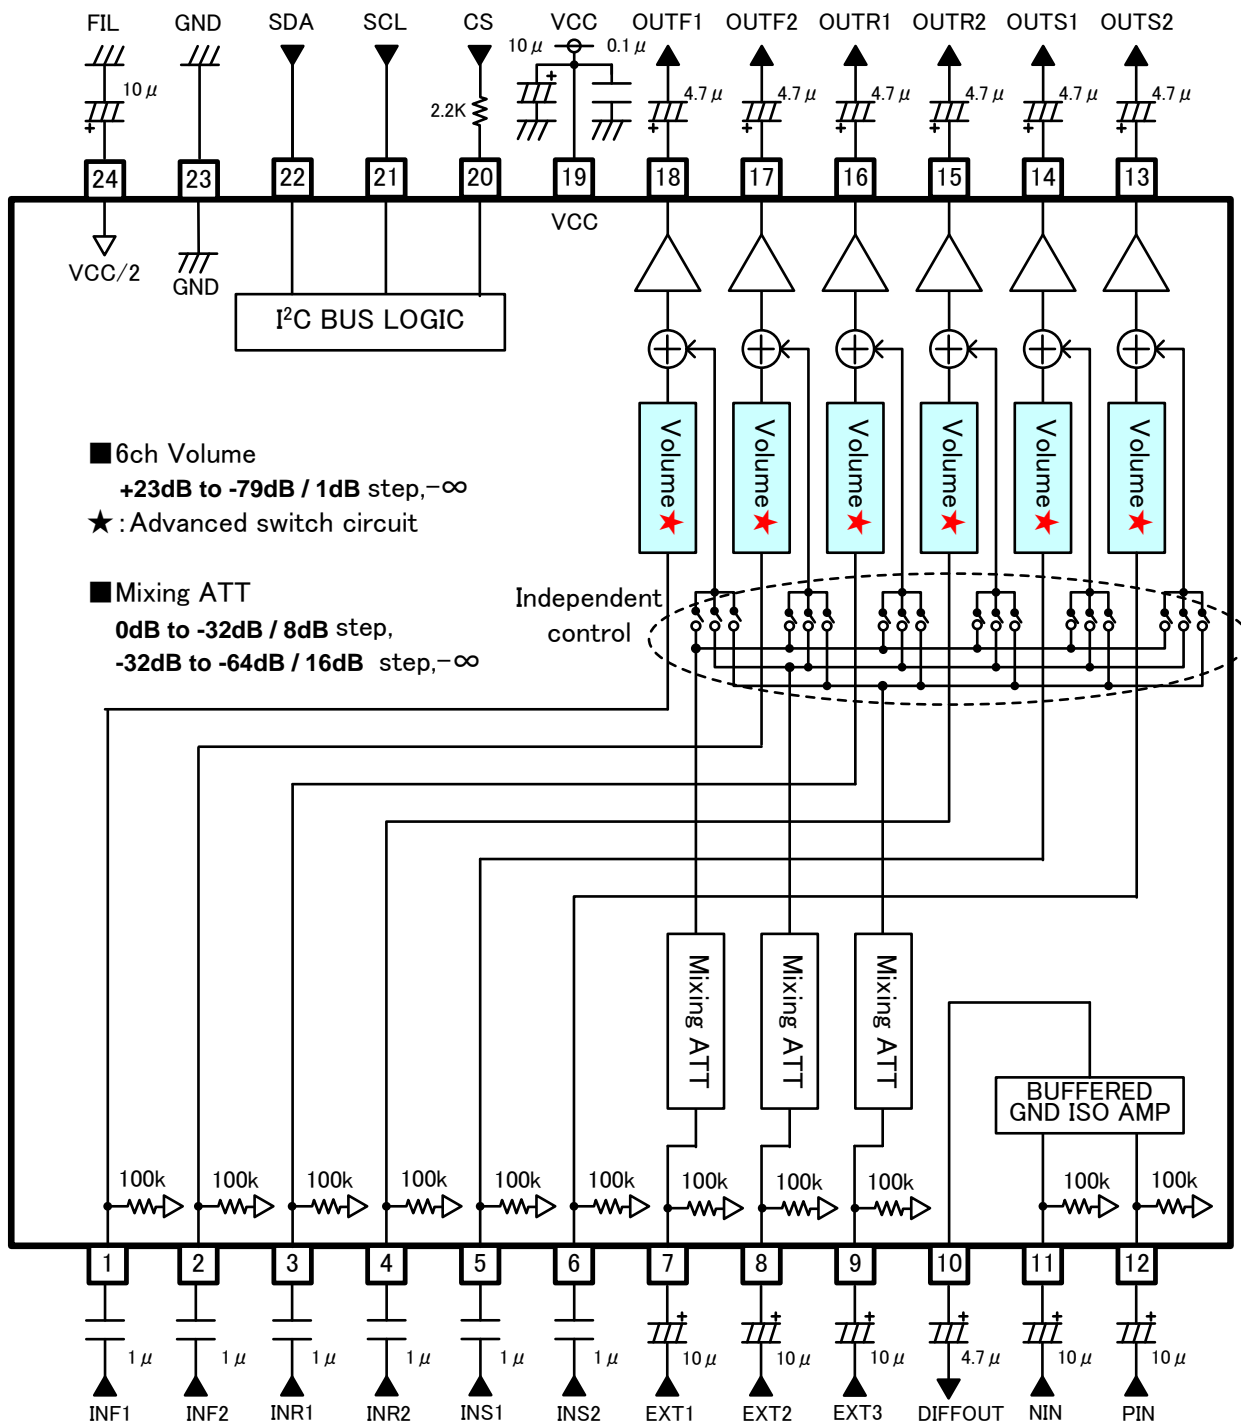 FIL GND SDA SCL CS VCC OUTF1 OUTF2 OUTR1 OUTR2 OUTS1 OUTS2
10μ 0.1μ
10μ 2.2K 4.7μ 4.7μ 4.7μ 4.7μ 4.7μ 4.7μ
+ + + + + + + +
24 23 22 21 20 19 18 17 16 15 14 13
VCC
VCC/2 GND
I²C BUS LOGIC
■6ch Volume
+23dB to -79dB / 1dB step,-∞
★:Advanced switch circuit
Volume★ Volume★ Volume★ Volume★ Volume★ Volume★
■Mixing ATT
0dB to -32dB / 8dB step,
-32dB to -64dB / 16dB step,-∞
Independent
control
Mixing ATT Mixing ATT Mixing ATT
BUFFERED
GND ISO AMP
100k 100k 100k 100k 100k 100k 100k 100k 100k 100k 100k
1 2 3 4 5 6 7 8 9 10 11 12
+ + + + + +
1μ 1μ 1μ 1μ 1μ 1μ 10μ 10μ 10μ 4.7μ 10μ 10μ
INF1 INF2 INR1 INR2 INS1 INS2 EXT1 EXT2 EXT3 DIFFOUT NIN PIN